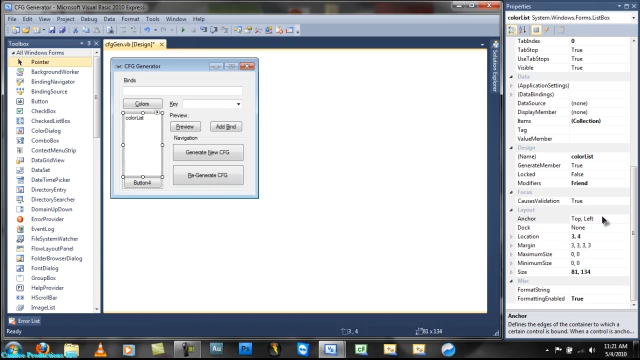 CFG Generator - Microsoft Visual Basic 2010 Express
File Edit View Project Debug Data Format Tools Window Help
Toolbox
All Windows Forms
Pointer
BackgroundWorker
BindingNavigator
BindingSource
Button
CheckBox
CheckedListBox
ColorDialog
ComboBox
ContextMenuStrip
DataGridView
DataSet
DateTimePicker
DirectoryEntry
DirectorySearcher
DomainUpDown
ErrorProvider
EventLog
FileSystemWatcher
FlowLayoutPanel
FolderBrowserDialog
FontDialog
GroupBox
HelpProvider
HScrollBar
ImageList
cfgGen.vb [Design]*
CFG Generator
Binds
Colors
Key
colorList
Preview:
Preview
Add Bind
Navigation
Generate New CFG
Re-Generate CFG
Button4
Solution Explorer
Properties
colorList System.Windows.Forms.ListBox
TabIndex 0
TabStop True
UseTabStops True
Visible True
Data
(ApplicationSettings)
(DataBindings)
DataSource (none)
DisplayMember (none)
Items (Collection)
Tag
ValueMember
Design
(Name) colorList
GenerateMember True
Locked False
Modifiers Friend
Focus
CausesValidation True
Layout
Anchor Top, Left
Dock None
Location 3, 4
Margin 3, 3, 3, 3
MaximumSize 0, 0
MinimumSize 0, 0
Size 81, 134
Misc
FormatString
FormattingEnabled True
Anchor
Defines the edges of the container to which a certain control is bound. When a control is anchor...
Error List
Ready
3, 4
81 x 134
11:21 AM
5/4/2010